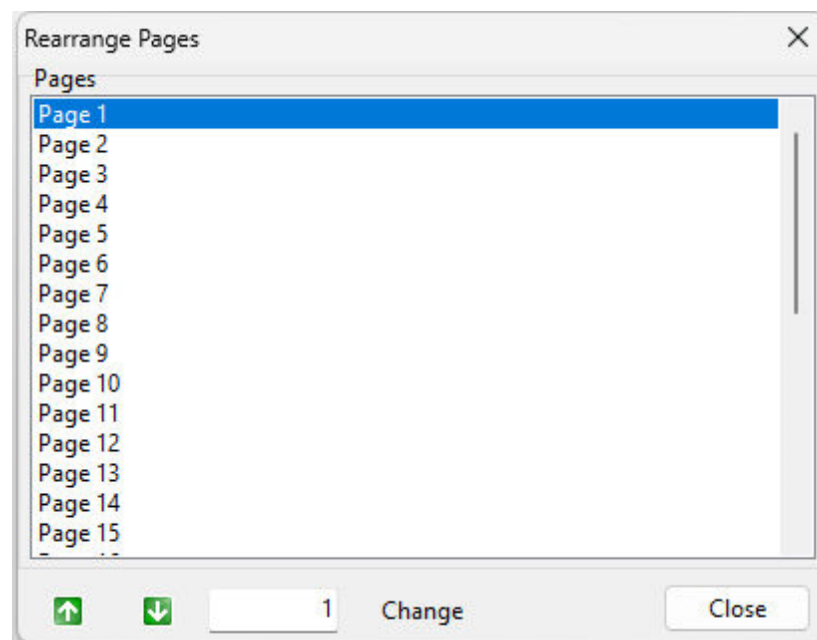 Rearrange Pages
Pages
Page 1
Page 2
Page 3
Page 4
Page 5
Page 6
Page 7
Page 8
Page 9
Page 10
Page 11
Page 12
Page 13
Page 14
Page 15
1 Change Close